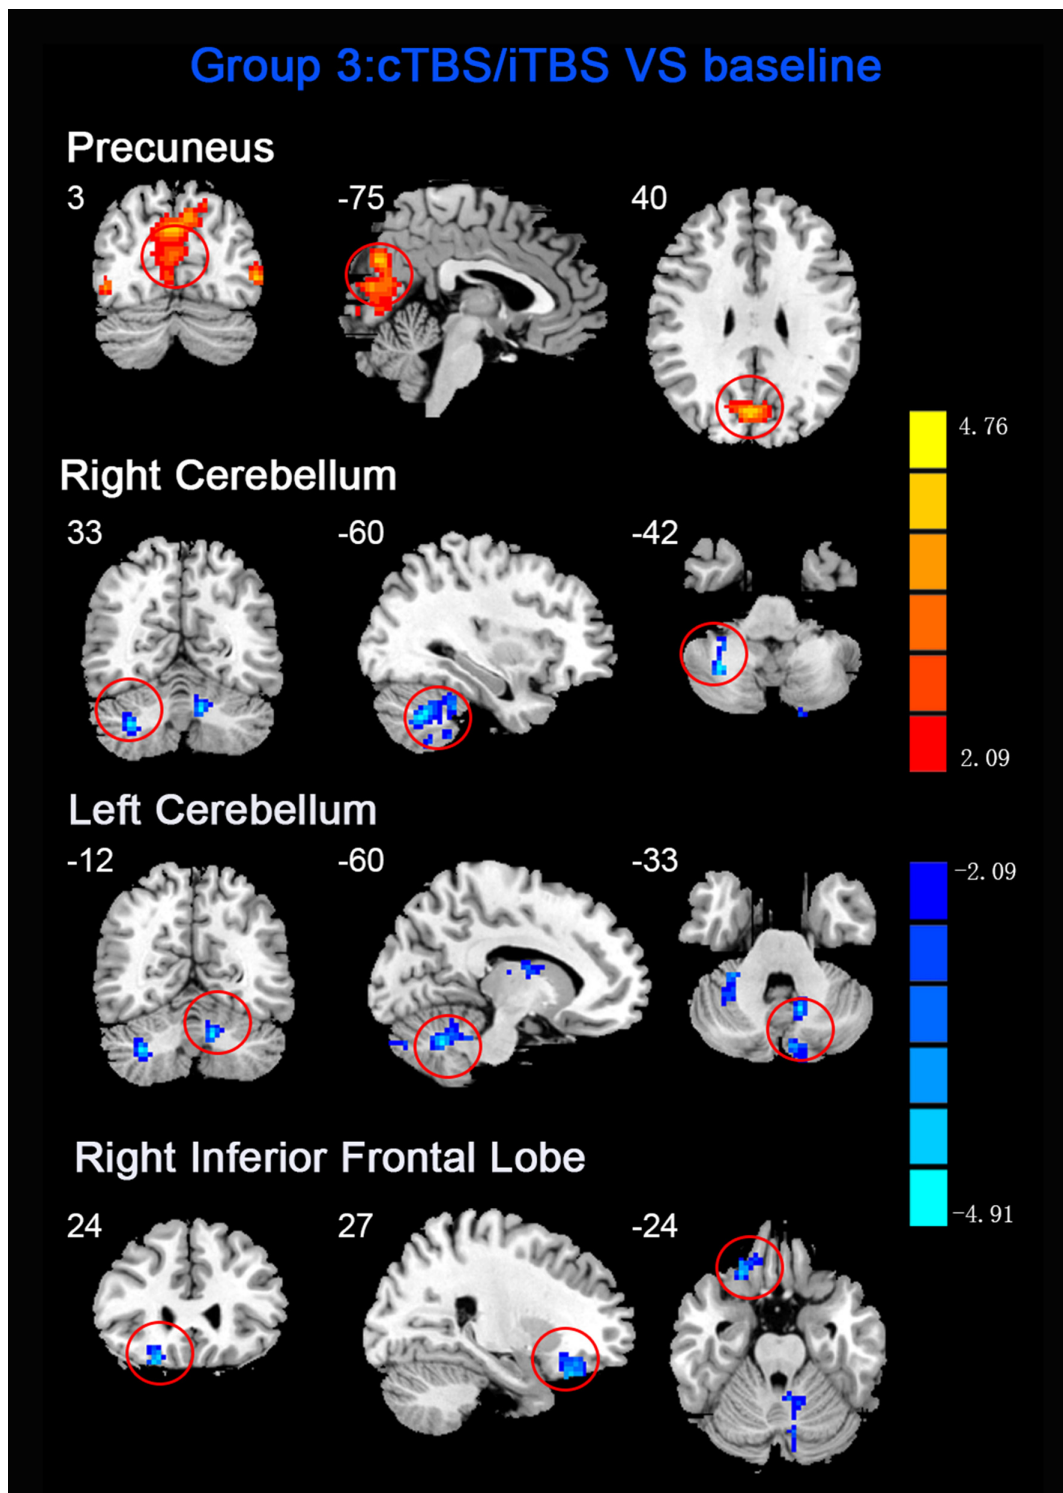 Group 3:cTBS/iTBS VS baseline
Precuneus
3 -75 40
4.76
Right Cerebellum
33 -60 -42
2.09
Left Cerebellum
-12 -60 -33
-2.09
Right Inferior Frontal Lobe
-4.91
24 27 -24